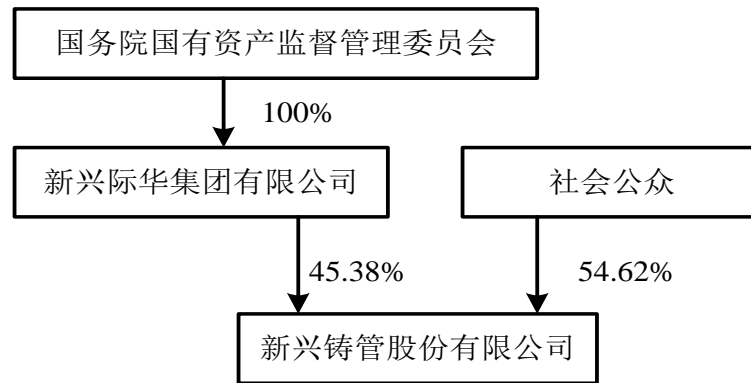 国务院国有资产监督管理委员会
100%
新兴际华集团有限公司
社会公众
45.38%
54.62%
新兴铸管股份有限公司